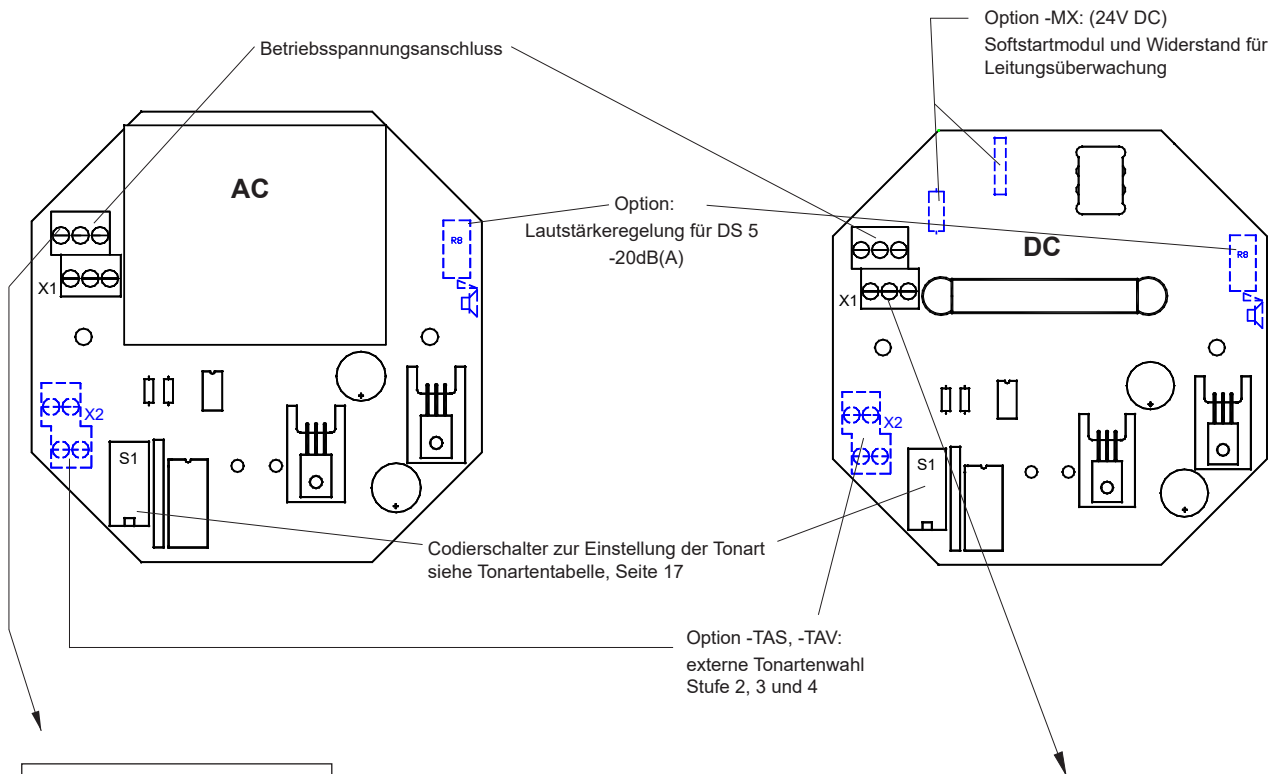 Option -MX: (24V DC)
Softstartmodul und Widerstand für
Leitungsüberwachung
Betriebsspannungsanschluss
AC
DC
Option:
Lautstärkeregelung für DS 5
-20dB(A)
R8
R8
X1
X1
X2
X2
S1
S1
Codierschalter zur Einstellung der Tonart
siehe Tonartentabelle, Seite 17
Option -TAS, -TAV:
externe Tonartenwahl
Stufe 2, 3 und 4